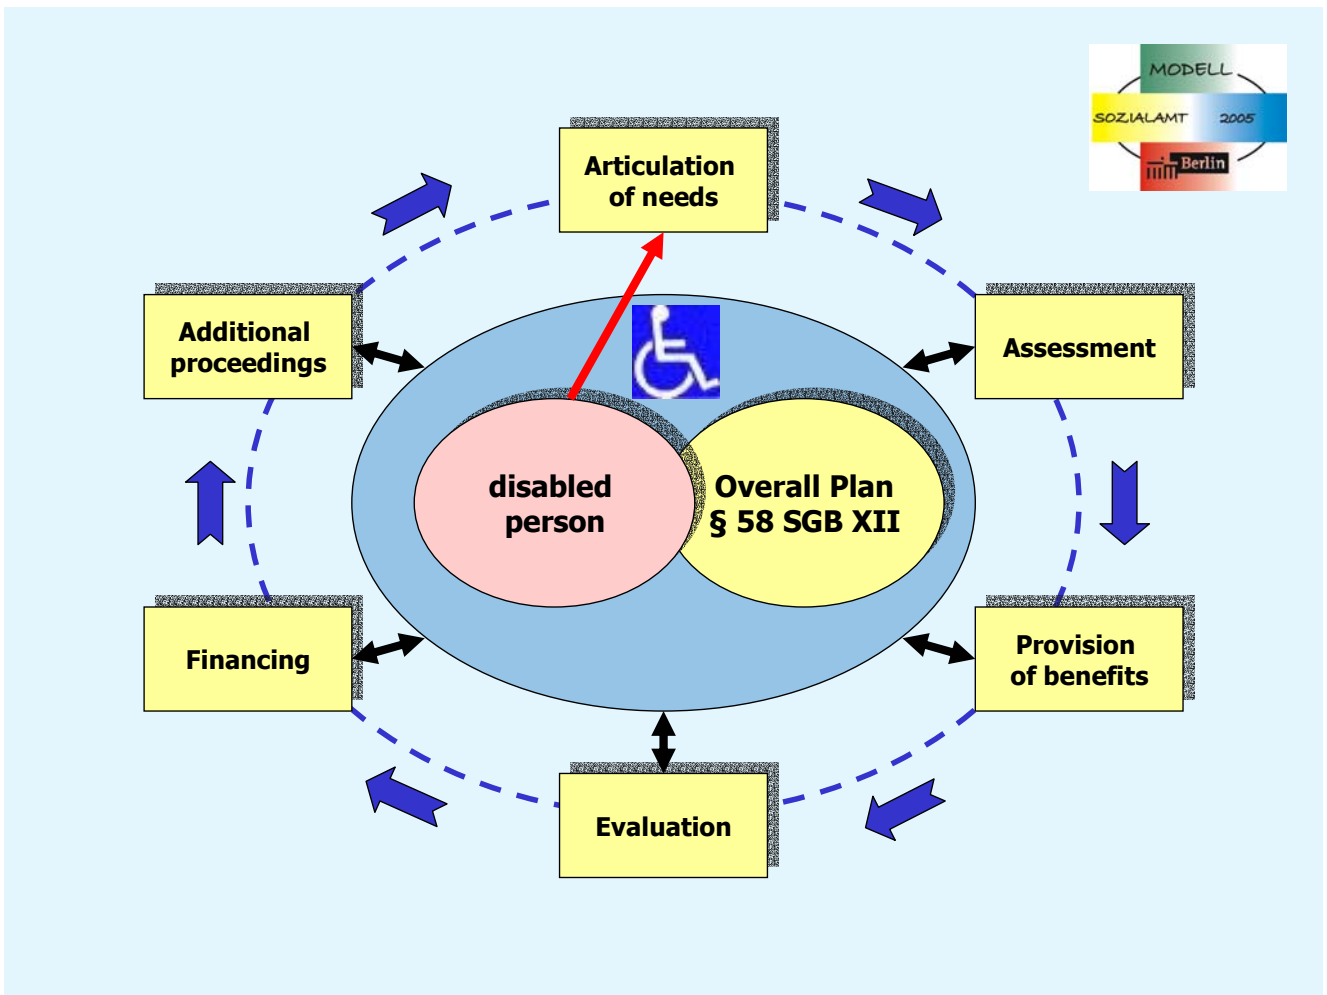 MODELL
SOZIALAMT 2005
Berlin
Articulation
of needs
Additional
proceedings
Assessment
disabled
person
Overall Plan
§ 58 SGB XII
Financing
Provision
of benefits
Evaluation